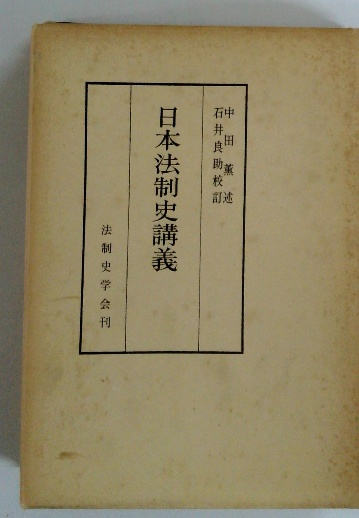 中田薫述
石井良助校訂
日本法制史講義
法制史学会刊